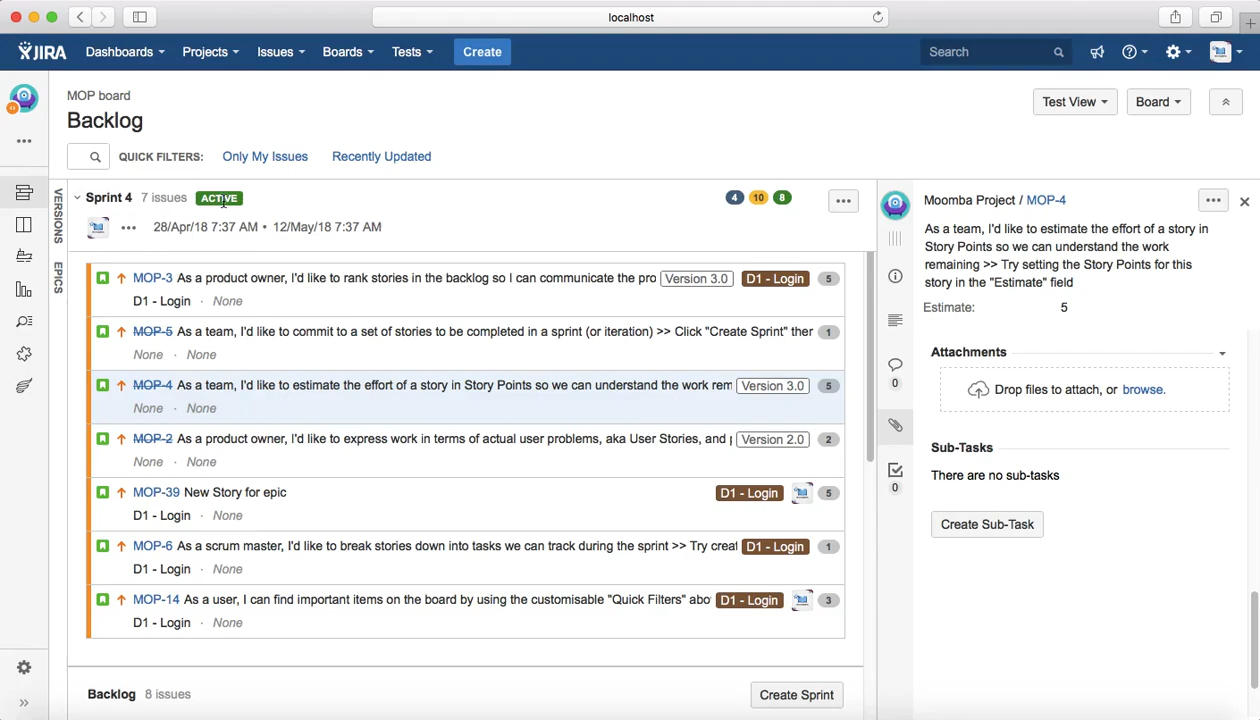 localhost
JIRA Dashboards Projects Issues Boards Tests Create Search
MOP board
Backlog
Test View Board
QUICK FILTERS: Only My Issues Recently Updated
VERSIONS
EPICS
Sprint 4 7 issues ACTIVE 4 10 8
28/Apr/18 7:37 AM • 12/May/18 7:37 AM
MOP-3 As a product owner, I'd like to rank stories in the backlog so I can communicate the pro Version 3.0 D1 - Login 5
D1 - Login · None
MOP-5 As a team, I'd like to commit to a set of stories to be completed in a sprint (or iteration) >> Click "Create Sprint" ther 1
None · None
MOP-4 As a team, I'd like to estimate the effort of a story in Story Points so we can understand the work rem Version 3.0 5
None · None
MOP-2 As a product owner, I'd like to express work in terms of actual user problems, aka User Stories, and p Version 2.0 2
None · None
MOP-39 New Story for epic D1 - Login 5
D1 - Login · None
MOP-6 As a scrum master, I'd like to break stories down into tasks we can track during the sprint >> Try creat D1 - Login 1
D1 - Login · None
MOP-14 As a user, I can find important items on the board by using the customisable "Quick Filters" abo D1 - Login 3
D1 - Login · None
Backlog 8 issues Create Sprint
0
0
Moomba Project / MOP-4
As a team, I'd like to estimate the effort of a story in
Story Points so we can understand the work
remaining >> Try setting the Story Points for this
story in the "Estimate" field
Estimate: 5
Attachments
Drop files to attach, or browse.
Sub-Tasks
There are no sub-tasks
Create Sub-Task